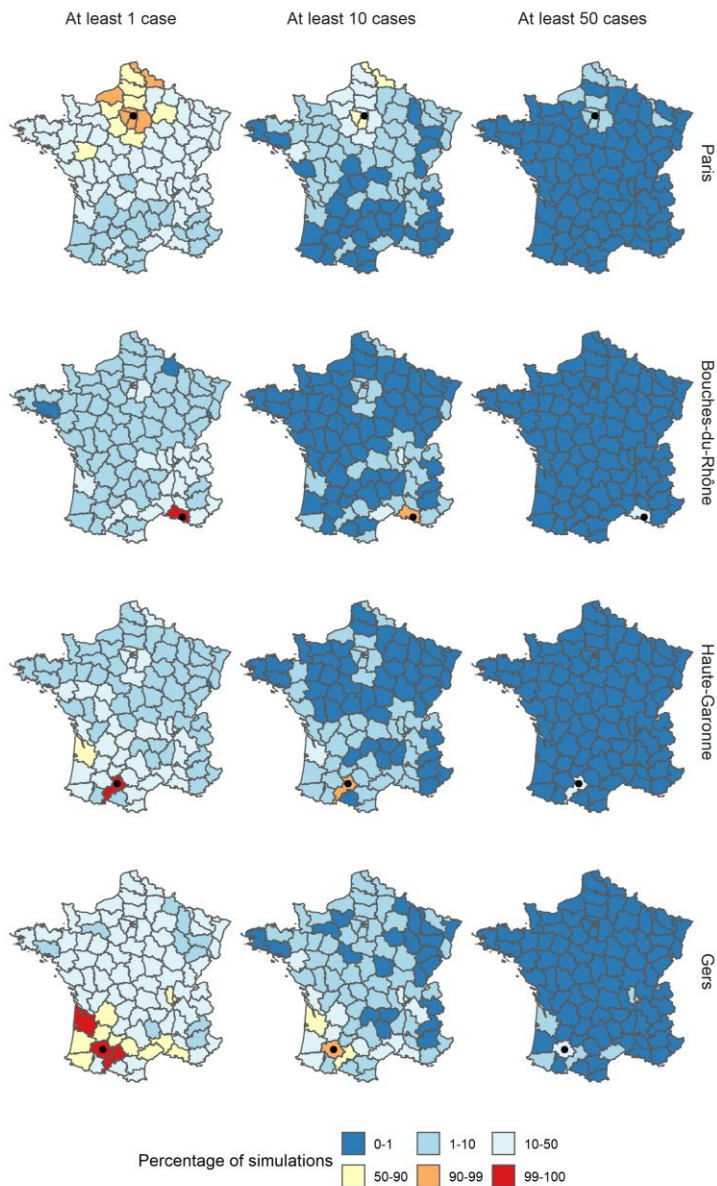 At least 1 case At least 10 cases At least 50 cases
Paris
Bouches-du-Rhône
Haute-Garonne
Gers
Percentage of simulations
0-1 1-10 10-50
50-90 90-99 99-100